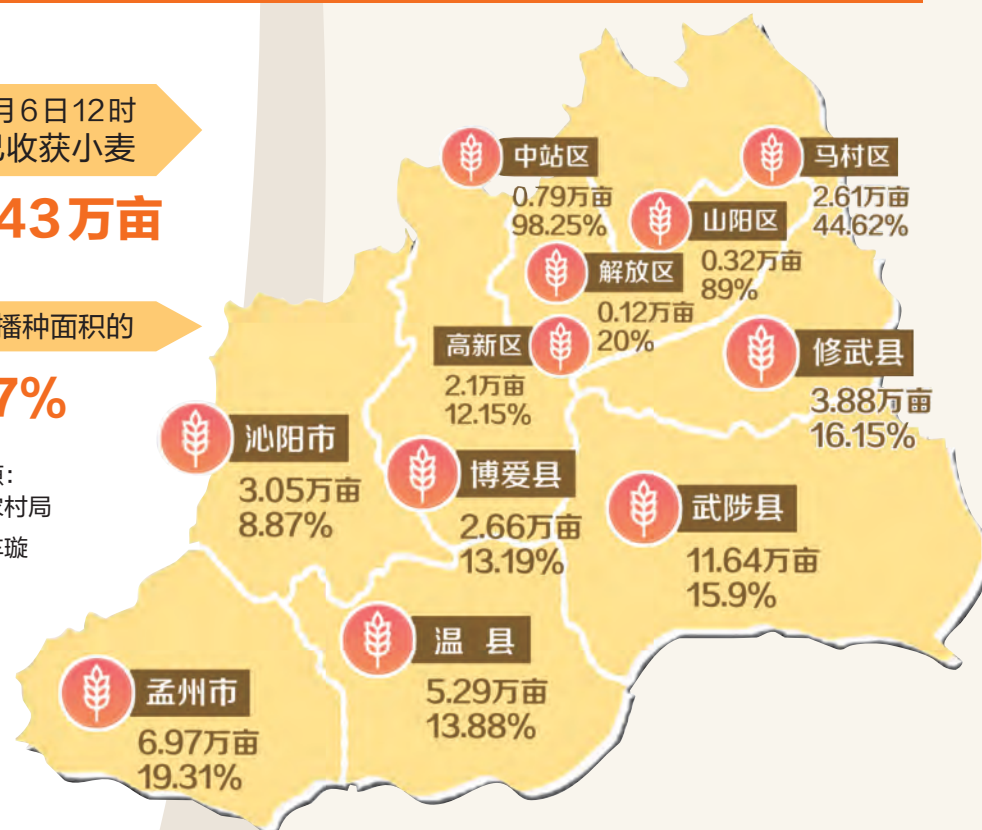 月6日12时
已收获小麦
43万亩
播种面积的
7%
农村局
璇
中站区
0.79万亩
98.25%
马村区
2.61万亩
44.62%
山阳区
0.32万亩
89%
解放区
0.12万亩
20%
高新区
2.1万亩
12.15%
修武县
3.88万亩
16.15%
沁阳市
3.05万亩
8.87%
博爱县
2.66万亩
13.19%
武陟县
11.64万亩
15.9%
温 县
5.29万亩
13.88%
孟州市
6.97万亩
19.31%